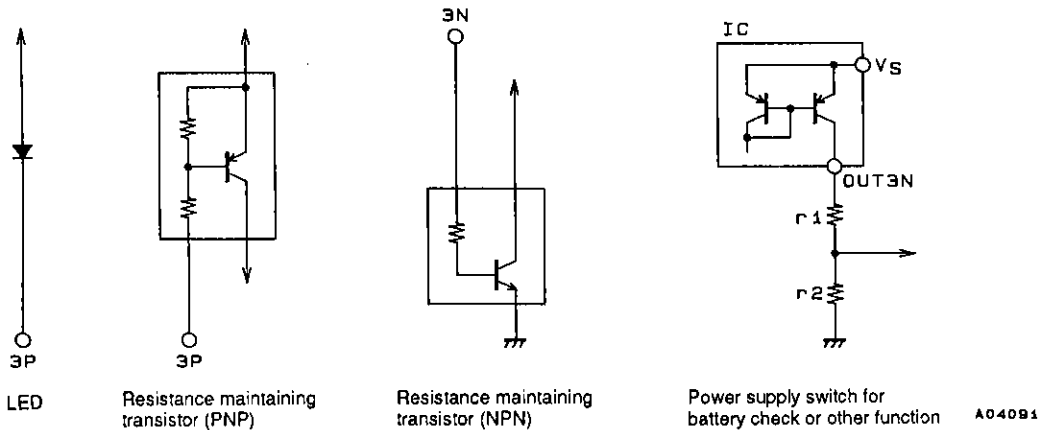 3N
IC
VS
OUT3N
r1
r2
3P
3P
LED
Resistance maintaining
transistor (PNP)
Resistance maintaining
transistor (NPN)
Power supply switch for
battery check or other function
A04091